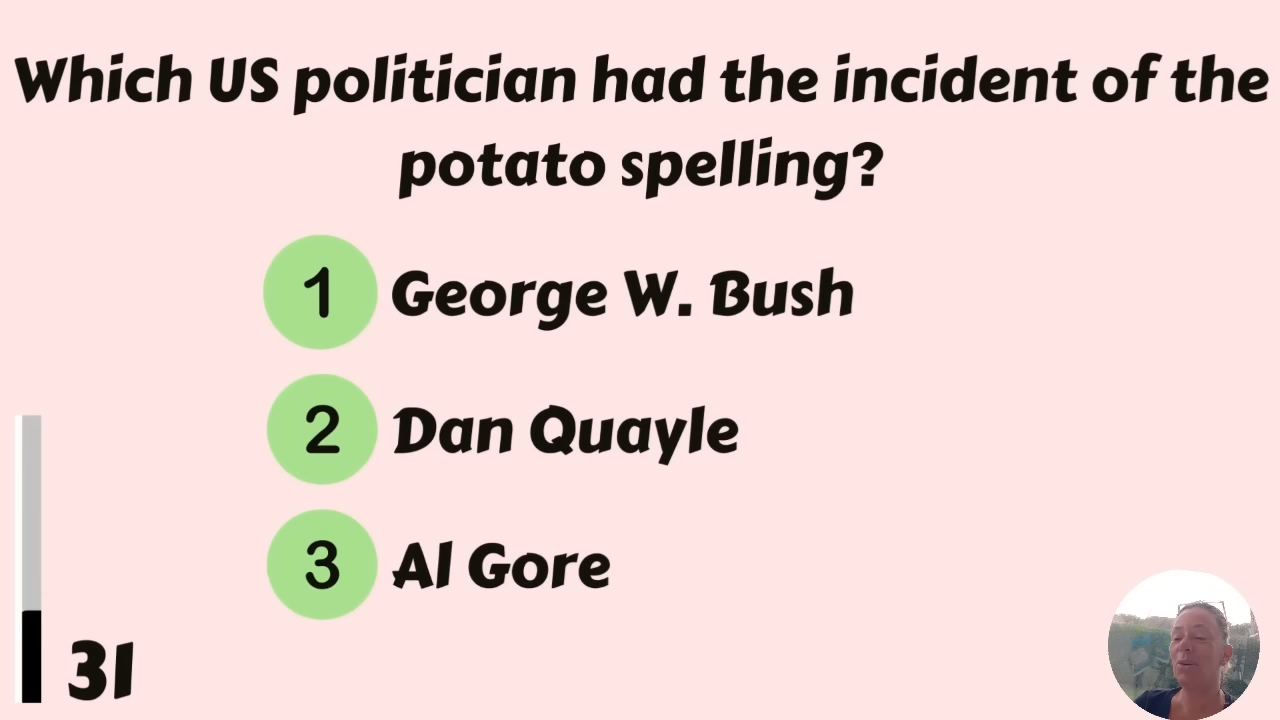 Which US politician had the incident of the
potato spelling?
1 George W. Bush
2 Dan Quayle
3 Al Gore
31